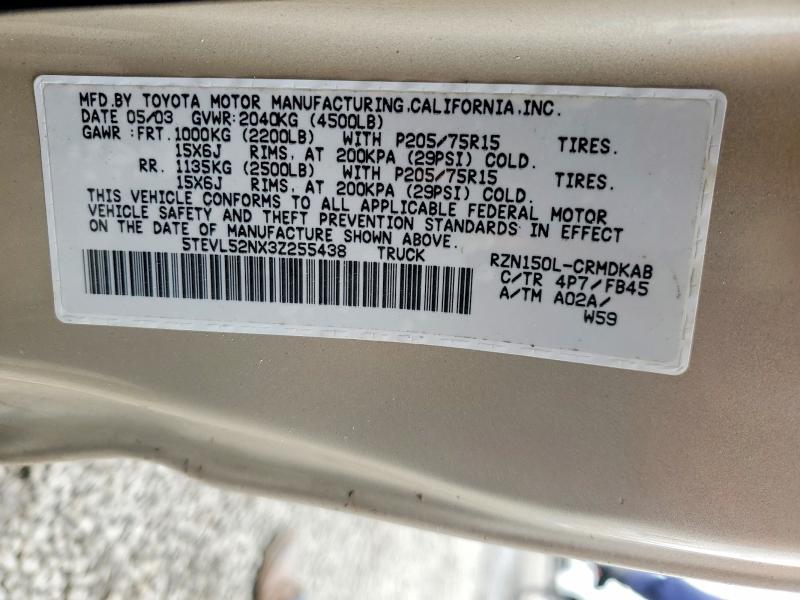 MFD.BY TOYOTA MOTOR MANUFACTURING,CALIFORNIA,INC.
DATE 05/03 GVWR:2040KG (4500LB)
GAWR :FRT.1000KG (2200LB) WITH P205/75R15 TIRES.
15X6J RIMS, AT 200KPA (29PSI) COLD.
RR. 1135KG (2500LB) WITH P205/75R15 TIRES.
15X6J RIMS, AT 200KPA (29PSI) COLD.
THIS VEHICLE CONFORMS TO ALL APPLICABLE FEDERAL MOTOR
VEHICLE SAFETY AND THEFT PREVENTION STANDARDS IN EFFECT
ON THE DATE OF MANUFACTURE SHOWN ABOVE.
5TEVL52NX3Z255438 TRUCK RZN150L-CRMDKAB
C/TR 4P7/FB45
A/TM A02A/
W59